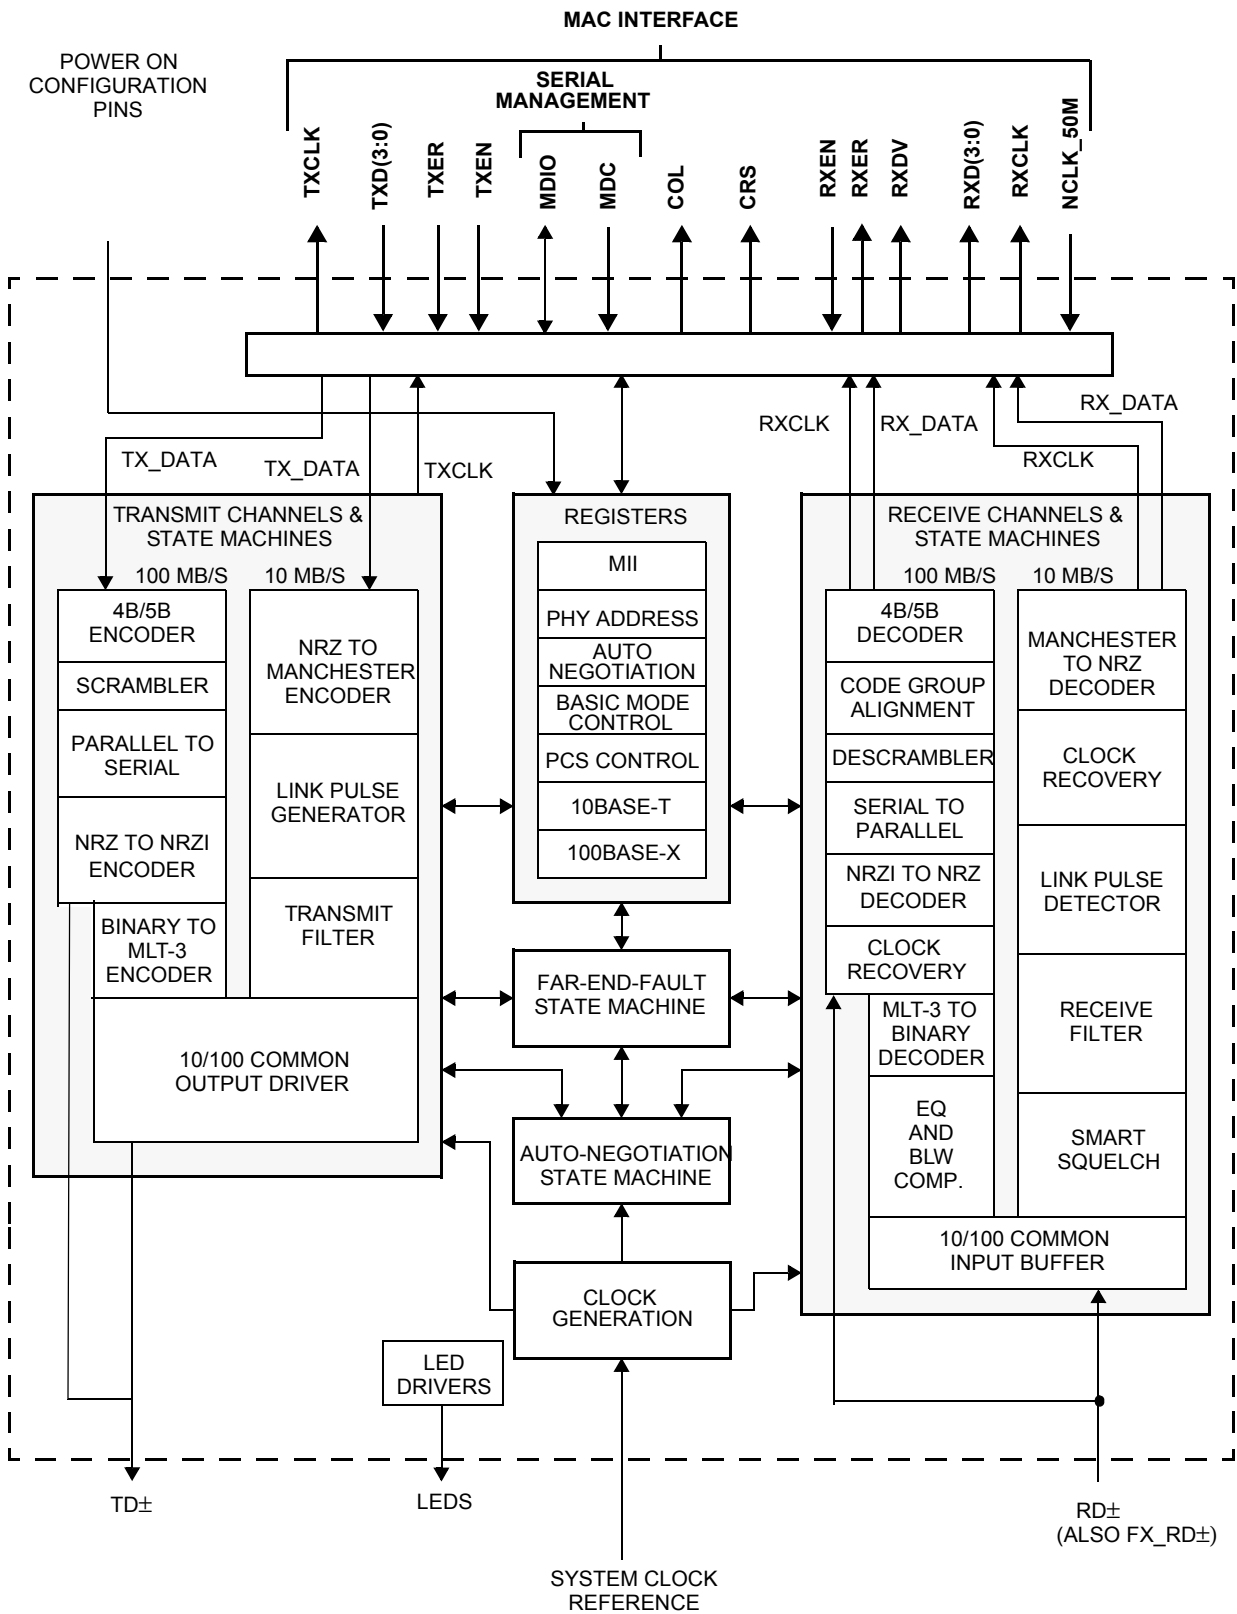 MAC INTERFACE
POWER ON
CONFIGURATION
PINS
SERIAL
MANAGEMENT
TXCLK
TXD(3:0)
TXER
TXEN
MDIO
MDC
COL
CRS
RXEN
RXER
RXDV
RXD(3:0)
RXCLK
NCLK_50M
TX_DATA
TX_DATA
TXCLK
RXCLK
RX_DATA
RXCLK
RX_DATA
TRANSMIT CHANNELS &
STATE MACHINES
100 MB/S
10 MB/S
4B/5B
ENCODER
SCRAMBLER
PARALLEL TO
SERIAL
NRZ TO NRZI
ENCODER
BINARY TO
MLT-3
ENCODER
NRZ TO
MANCHESTER
ENCODER
LINK PULSE
GENERATOR
TRANSMIT
FILTER
10/100 COMMON
OUTPUT DRIVER
REGISTERS
MII
PHY ADDRESS
AUTO
NEGOTIATION
BASIC MODE
CONTROL
PCS CONTROL
10BASE-T
100BASE-X
FAR-END-FAULT
STATE MACHINE
AUTO-NEGOTIATION
STATE MACHINE
CLOCK
GENERATION
LED
DRIVERS
RECEIVE CHANNELS &
STATE MACHINES
100 MB/S
10 MB/S
4B/5B
DECODER
CODE GROUP
ALIGNMENT
DESCRAMBLER
SERIAL TO
PARALLEL
NRZI TO NRZ
DECODER
CLOCK
RECOVERY
MLT-3 TO
BINARY
DECODER
EQ
AND
BLW
COMP.
MANCHESTER
TO NRZ
DECODER
CLOCK
RECOVERY
LINK PULSE
DETECTOR
RECEIVE
FILTER
SMART
SQUELCH
10/100 COMMON
INPUT BUFFER
TD±
LEDS
RD±
(ALSO FX_RD±)
SYSTEM CLOCK
REFERENCE